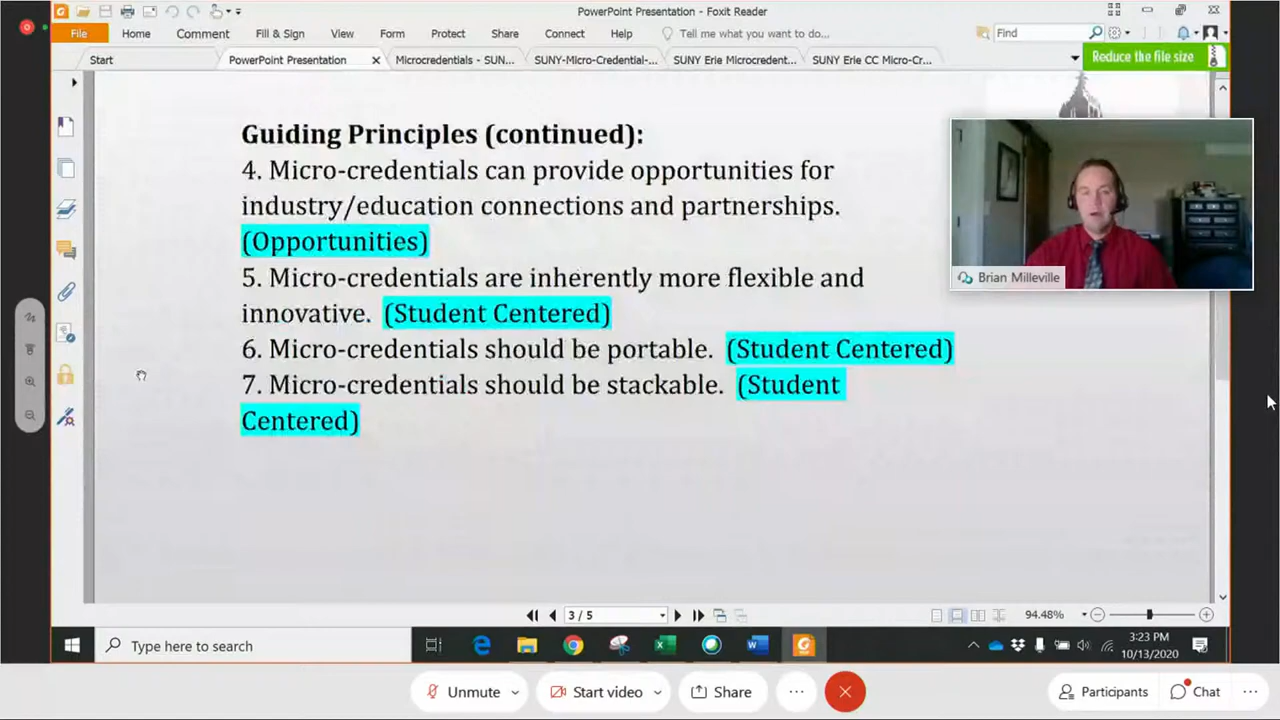 PowerPoint Presentation - Foxit Reader
File Home Comment Fill & Sign View Form Protect Share Connect Help Tell me what you want to do... Find
Start PowerPoint Presentation Microcredentials - SUN... SUNY-Micro-Credential-... SUNY Erie Microcredent... SUNY Erie CC Micro-Cr... Reduce the file size
Guiding Principles (continued):
4. Micro-credentials can provide opportunities for
industry/education connections and partnerships.
(Opportunities)
5. Micro-credentials are inherently more flexible and
innovative. (Student Centered)
6. Micro-credentials should be portable. (Student Centered)
7. Micro-credentials should be stackable. (Student
Centered)
Brian Milleville
3 / 5 94.48%
Type here to search
3:23 PM
10/13/2020
Unmute Start video Share Participants Chat